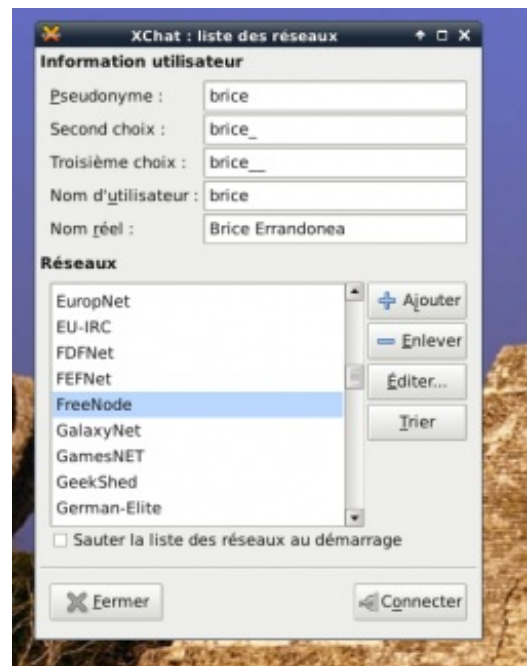 XChat : liste des réseaux
Information utilisateur
Pseudonyme : brice
Second choix : brice_
Troisième choix : brice__
Nom d'utilisateur : brice
Nom réel : Brice Errandonea
Réseaux
EuropNet
EU-IRC
FDFNet
FEFNet
FreeNode
GalaxyNet
GamesNET
GeekShed
German-Elite
Ajouter
Enlever
Éditer...
Trier
Sauter la liste des réseaux au démarrage
Fermer
Connecter